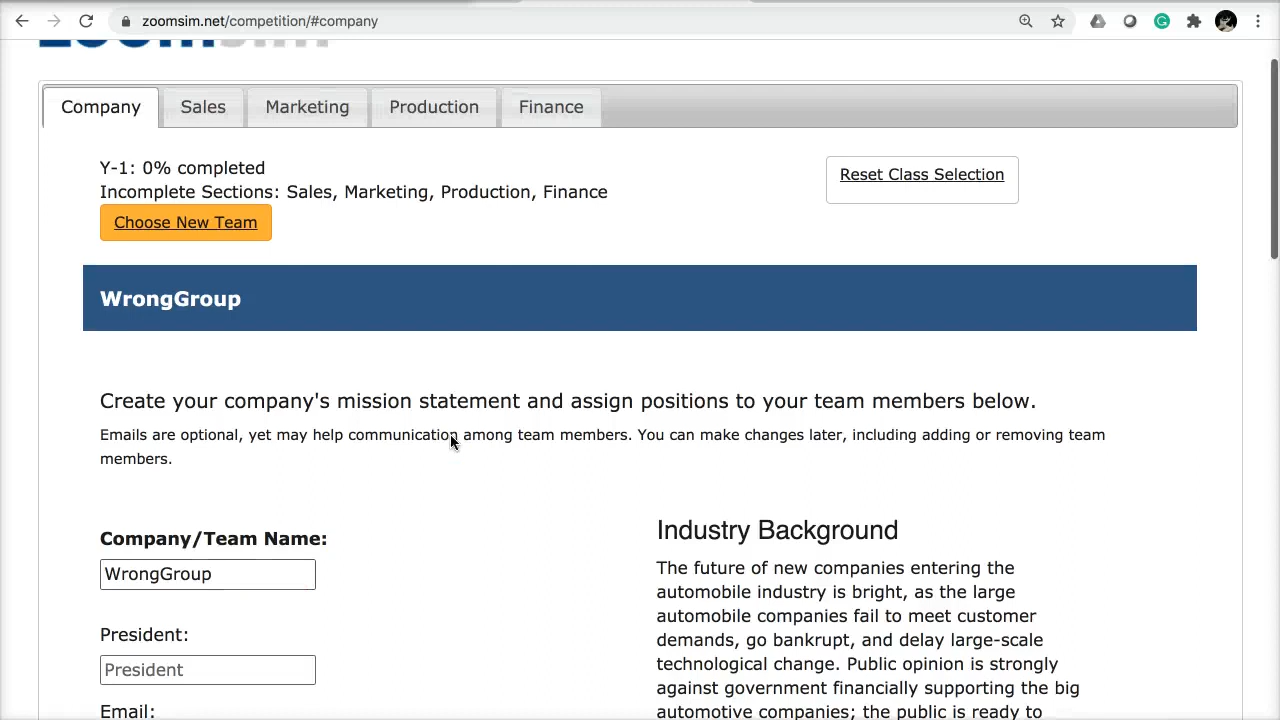 zoomsim.net/competition/#company
Company Sales Marketing Production Finance
Y-1: 0% completed
Incomplete Sections: Sales, Marketing, Production, Finance
Choose New Team
Reset Class Selection
WrongGroup
Create your company's mission statement and assign positions to your team members below.
Emails are optional, yet may help communication among team members. You can make changes later, including adding or removing team
members.
Company/Team Name:
WrongGroup
President:
President
Email:
Industry Background
The future of new companies entering the
automobile industry is bright, as the large
automobile companies fail to meet customer
demands, go bankrupt, and delay large-scale
technological change. Public opinion is strongly
against government financially supporting the big
automotive companies; the public is ready to